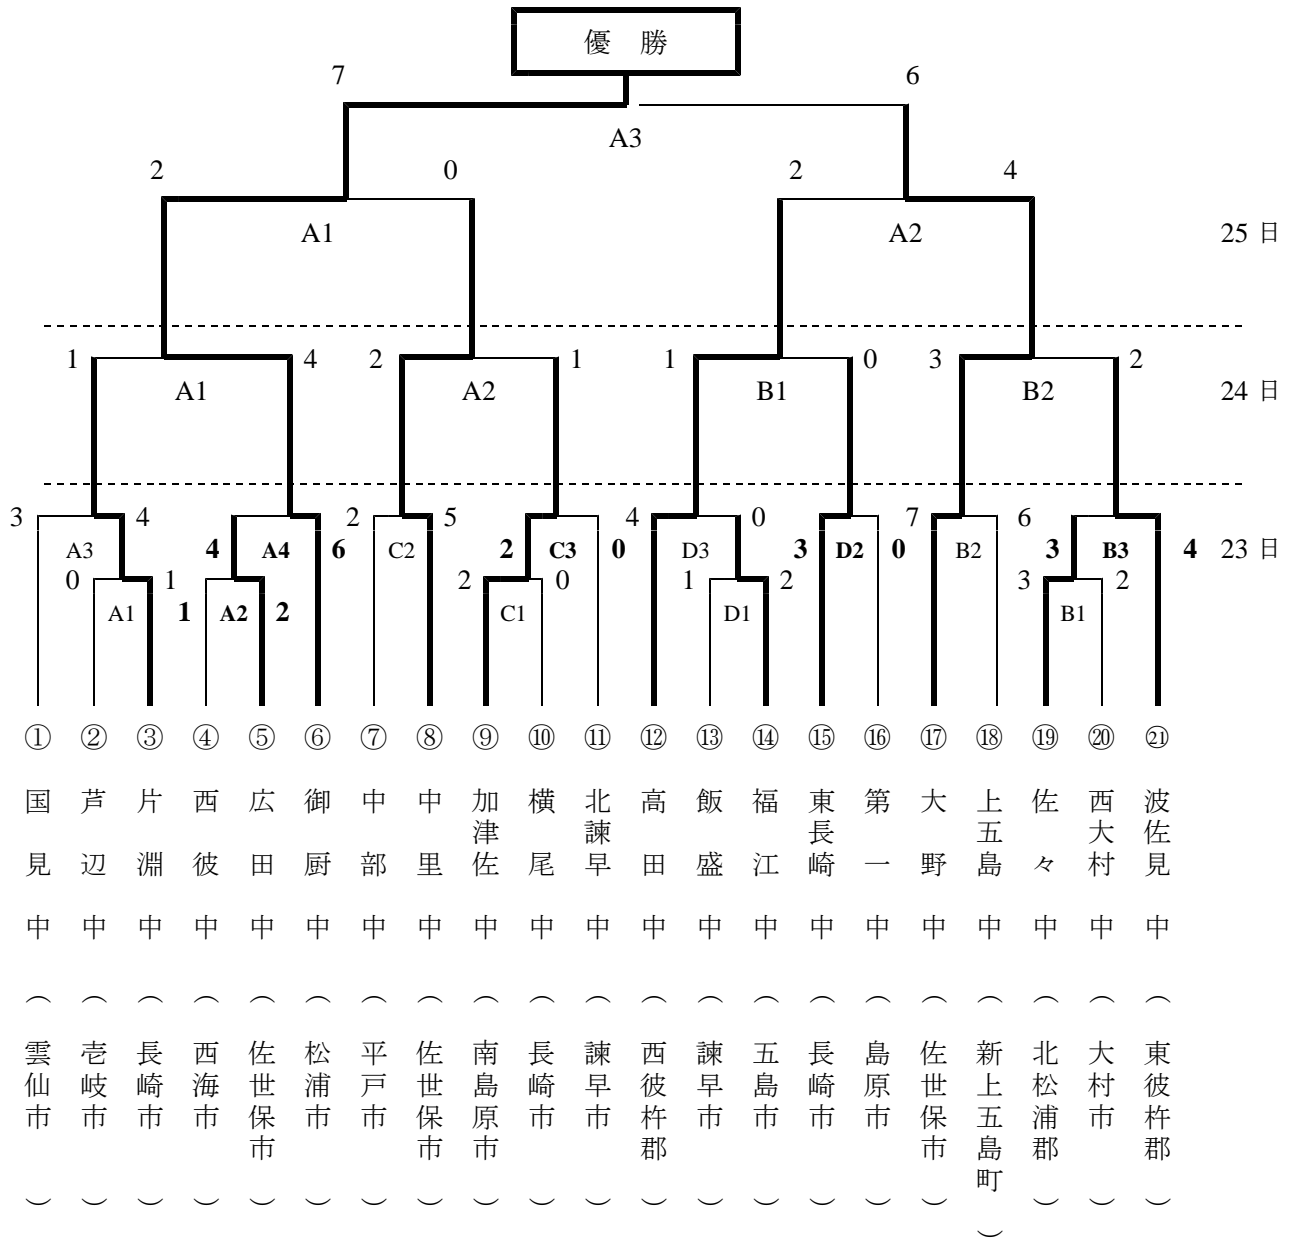 優 勝
7 6
A3
2 0 2 4
A1 A2 25 日
1 4 2 1 1 0 3 2
A1 A2 B1 B2 24 日
3 4 2 5 4 0 7 6
A3 4 A4 6 C2 2 C3 0 D3 3 D2 0 B2 3 B3 4 23 日
0 1 2 0 1 2 3 2
A1 1 A2 2 C1 D1 B1
① ② ③ ④ ⑤ ⑥ ⑦ ⑧ ⑨ ⑩ ⑪ ⑫ ⑬ ⑭ ⑮ ⑯ ⑰ ⑱ ⑲ ⑳ ㉑
国見中(雲仙市)
芦辺中(壱岐市)
片淵中(長崎市)
西彼中(西海市)
広田中(佐世保市)
御厨中(松浦市)
中部中(平戸市)
中里中(佐世保市)
加津佐中(南島原市)
横尾中(長崎市)
北諫早中(諫早市)
高田中(西彼杵郡)
飯盛中(諫早市)
福江中(五島市)
東長崎中(長崎市)
第一中(島原市)
大野中(佐世保市)
上五島中(新上五島町)
佐々中(北松浦郡)
西大村中(大村市)
波佐見中(東彼杵郡)